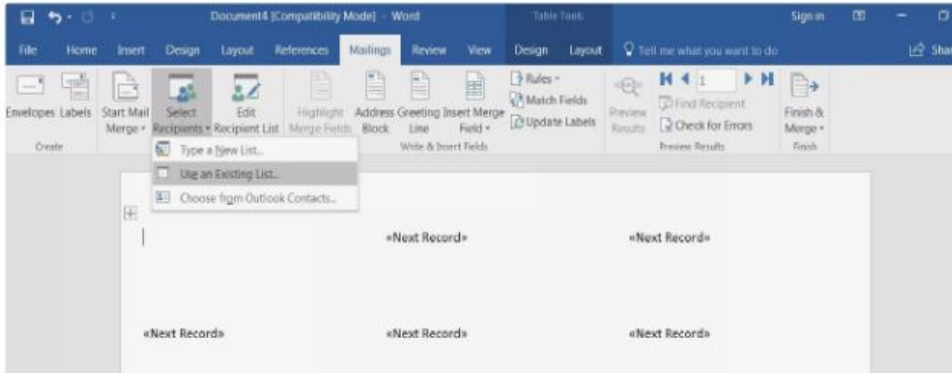 Document4 [Compatibility Mode] - Word
Table Tools
Sign in
File Home Insert Design Layout References Mailings Review View Design Layout Tell me what you want to do Shar
Envelopes Labels Start Mail Merge Select Recipients Edit Recipient List Highlight Merge Fields Address Block Greeting Line Insert Merge Field Rules Match Fields Update Labels Preview Results 1 Find Recipient Check for Errors Finish & Merge
Create Write & Insert Fields Preview Results Finish
Type a New List...
Use an Existing List...
Choose from Outlook Contacts...
«Next Record» «Next Record»
«Next Record» «Next Record» «Next Record»